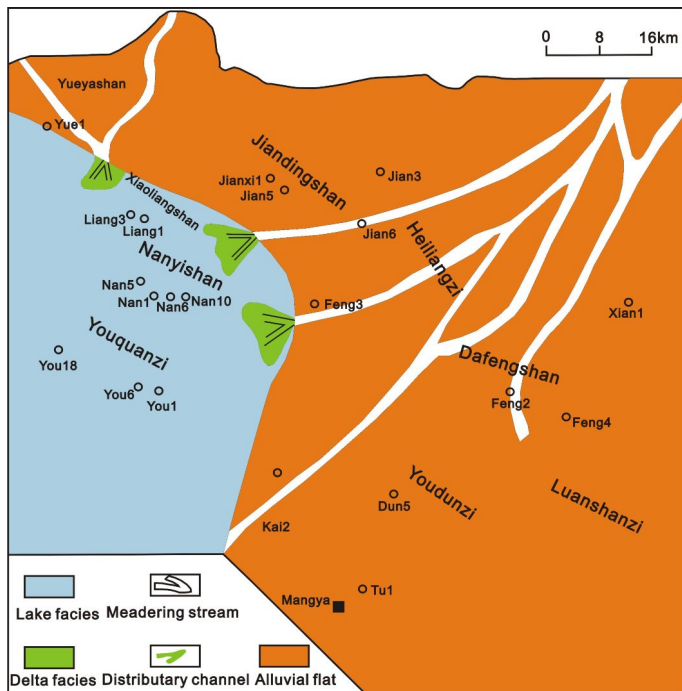 0 8 16km
Yueyashan
Yue1
Xiaoliangshan
Jiandingshan
Jianxi1
Jian5
Jian3
Liang3
Liang1
Jian6
Heiliangzi
Nanyishan
Nan5
Nan1
Nan6
Nan10
Feng3
Xian1
Youquanzi
You18
You6
You1
Dafengshan
Feng2
Feng4
Youdunzi
Luanshanzi
Dun5
Kai2
Tu1
Mangya
Lake facies
Meadering stream
Delta facies
Distributary channel
Alluvial flat